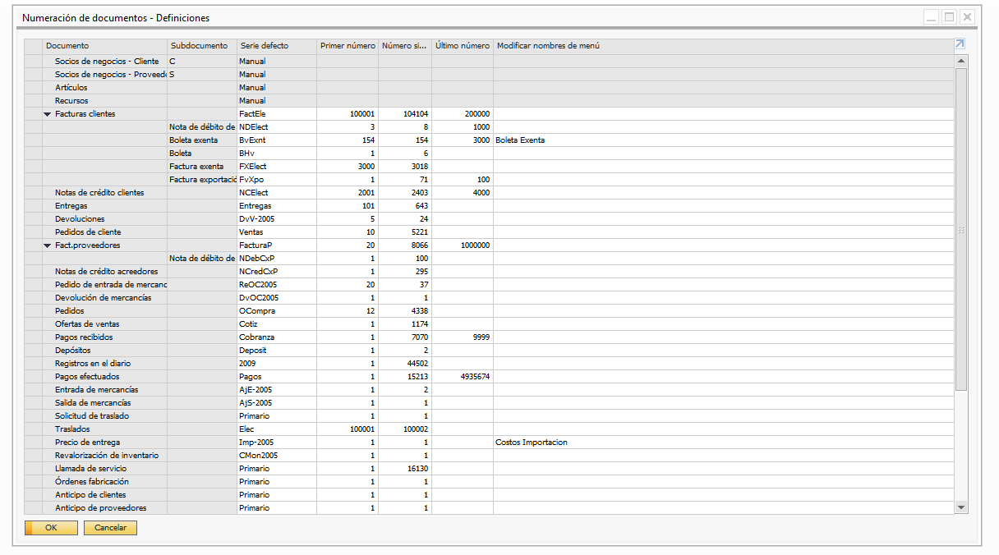 Numeración de documentos - Definiciones
Documento Subdocumento Serie defecto Primer número Número si... Último número Modificar nombres de menú
Socios de negocios - Cliente C Manual
Socios de negocios - Proveed S Manual
Artículos Manual
Recursos Manual
Facturas clientes FactEle 100001 104104 200000
Nota de débito de NDElect 3 8 1000
Boleta exenta BvExnt 154 154 3000 Boleta Exenta
Boleta BHv 1 6
Factura exenta FXElect 3000 3018
Factura exportació FvXpo 1 71 100
Notas de crédito clientes NCElect 2001 2403 4000
Entregas Entregas 101 643
Devoluciones DvV-2005 5 24
Pedidos de cliente Ventas 10 5221
Fact.proveedores FacturaP 20 8066 1000000
Nota de débito de NDebCxP 1 100
Notas de crédito acreedores NCredCxP 1 295
Pedido de entrada de mercanc ReOC2005 20 37
Devolución de mercancías DvOC2005 1 1
Pedidos OCompra 12 4338
Ofertas de ventas Cotiz 1 1174
Pagos recibidos Cobranza 1 7070 9999
Depósitos Deposit 1 2
Registros en el diario 2009 1 44502
Pagos efectuados Pagos 1 15213 4935674
Entrada de mercancías AjE-2005 1 2
Salida de mercancías AjS-2005 1 1
Solicitud de traslado Primario 1 1
Traslados Elec 100001 100002
Precio de entrega Imp-2005 1 1 Costos Importacion
Revalorización de inventario CMon2005 1 1
Llamada de servicio Primario 1 16130
Órdenes fabricación Primario 1 1
Anticipo de clientes Primario 1 1
Anticipo de proveedores Primario 1 1
OK Cancelar